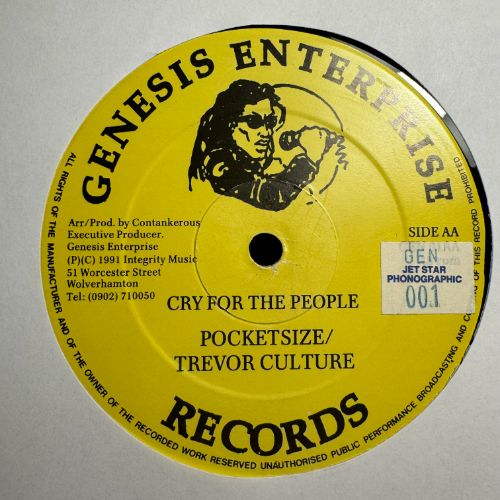 GENESIS ENTERPRISE
Arr/Prod. by Contankerous
Executive Producer.
Genesis Enterprise
(P)(C) 1991 Integrity Music
51 Worcester Street
Wolverhamton
Tel: (0902) 710050
SIDE AA
GEN
JET STAR
PHONOGRAPHIC
001
CRY FOR THE PEOPLE
POCKETSIZE/
TREVOR CULTURE
RECORDS
ALL RIGHTS OF THE MANUFACTURER AND OF THE OWNER OF THE RECORDED WORK RESERVED UNAUTHORISED PUBLIC PERFORMANCE BROADCASTING AND COPYING OF THIS RECORD PROHIBITED